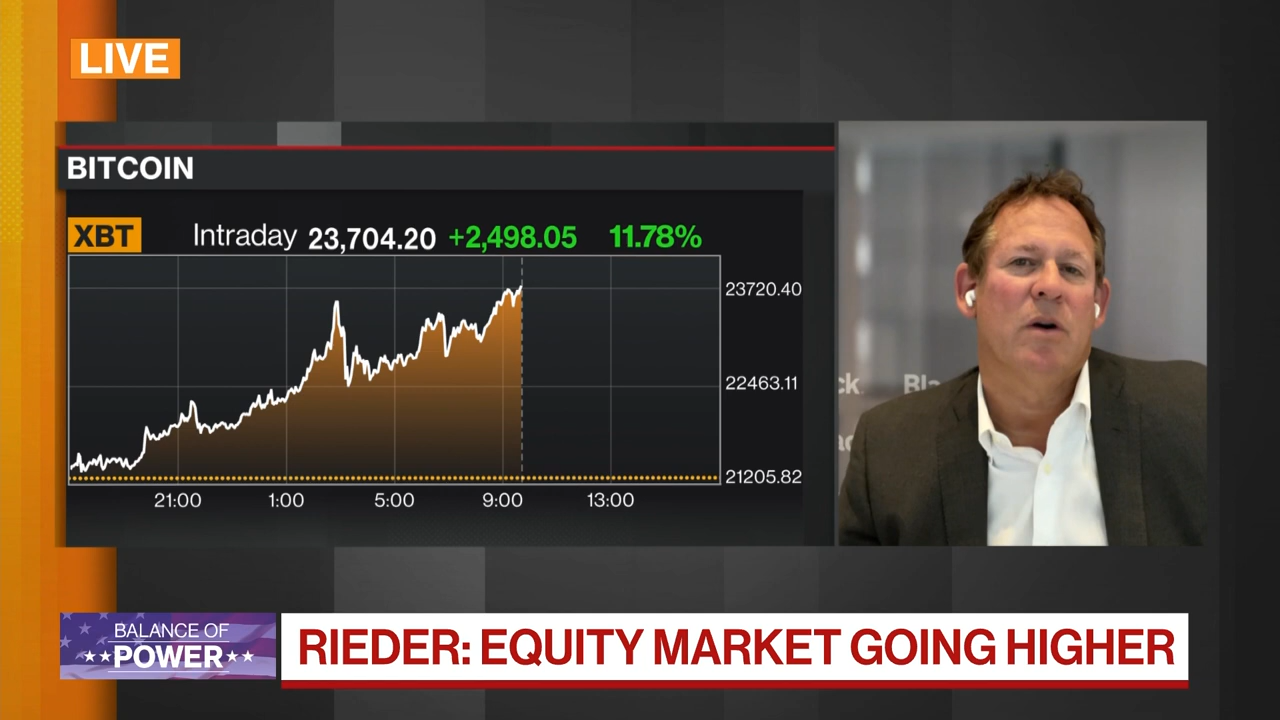 LIVE
BITCOIN
XBT Intraday 23,704.20 +2,498.05 11.78%
23720.40
22463.11
21205.82
21:00 1:00 5:00 9:00 13:00
BALANCE OF
POWER
RIEDER: EQUITY MARKET GOING HIGHER